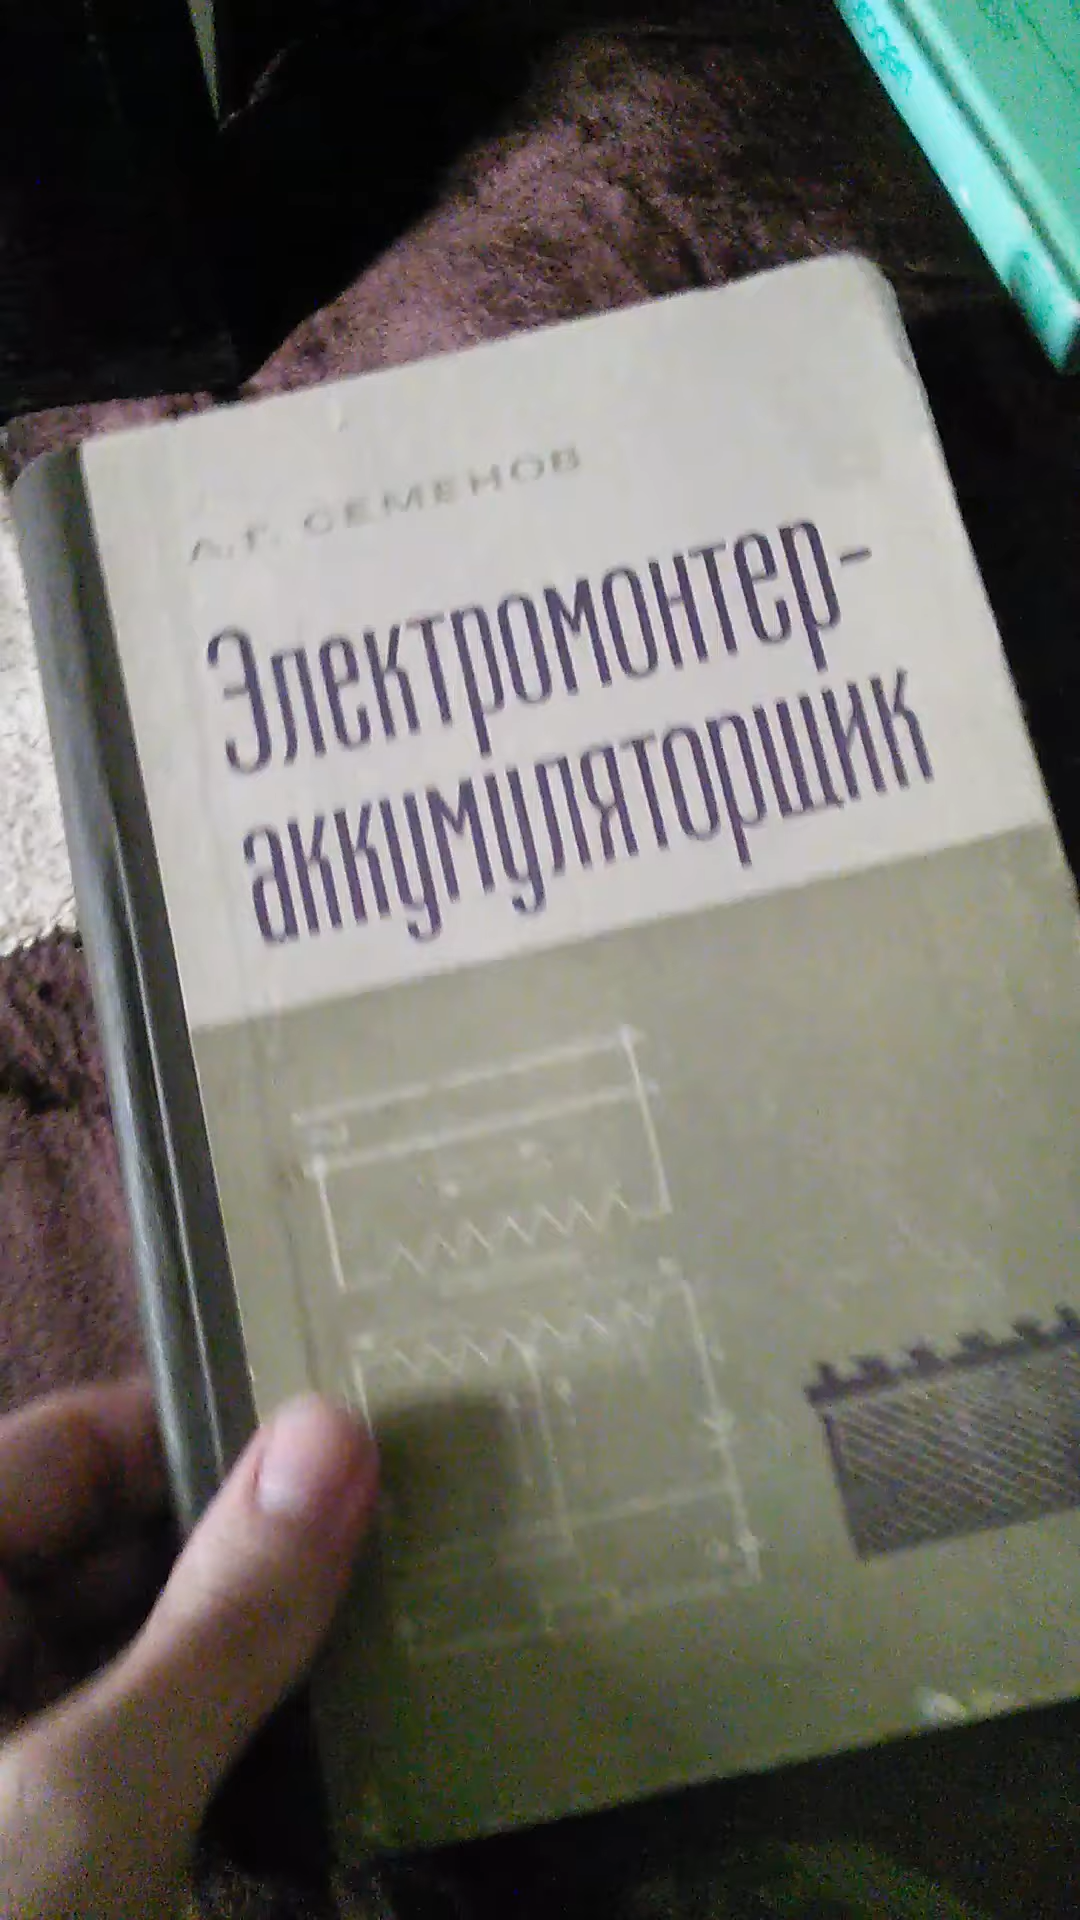 А.Г. СЕМЕНОВ
Электромонтер-
аккумуляторщик